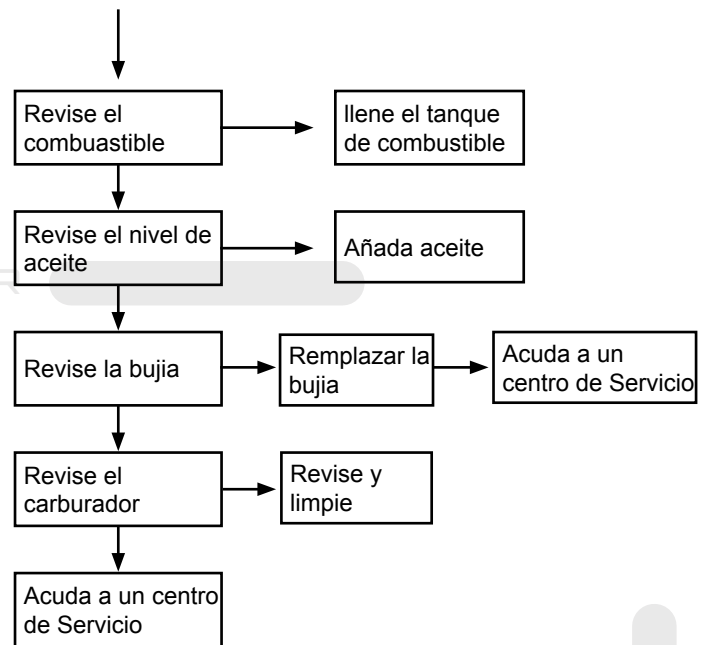 Revise el
combuastible
llene el tanque
de combustible
Revise el nivel de
aceite
Añada aceite
Revise la bujia
Remplazar la
bujia
Acuda a un
centro de Servicio
Revise el
carburador
Revise y
limpie
Acuda a un centro
de Servicio